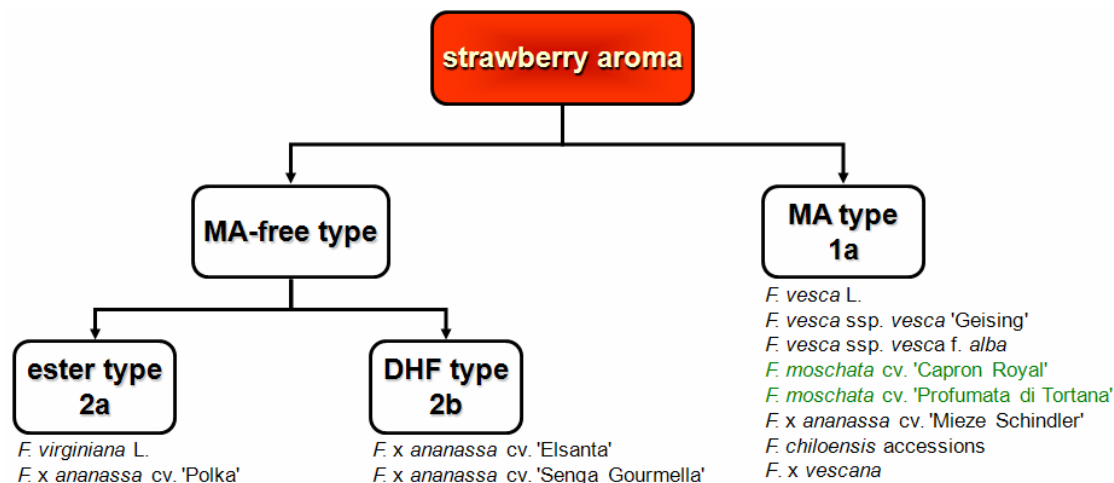 strawberry aroma
MA-free type
MA type
1a
F. vesca L.
F. vesca ssp. vesca 'Geising'
F. vesca ssp. vesca f. alba
F. moschata cv. 'Capron Royal'
F. moschata cv. 'Profumata di Tortana'
F. x ananassa cv. 'Mieze Schindler'
F. chiloensis accessions
F. x vescana
ester type
2a
F. virginiana L.
F. x ananassa cv. 'Polka'
DHF type
2b
F. x ananassa cv. 'Elsanta'
F. x ananassa cv. 'Senga Gourmella'